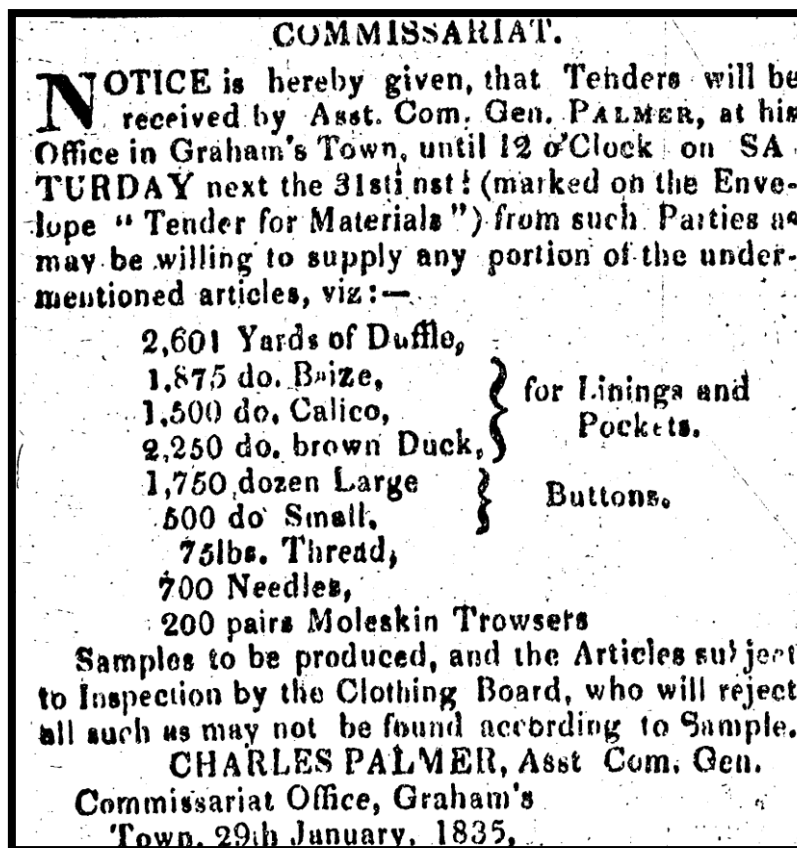 COMMISSARIAT.
NOTICE is hereby given, that Tenders will be
received by Asst. Com. Gen. PALMER, at his
Office in Graham's Town, until 12 o'Clock on SA
TURDAY next the 31st inst: (marked on the Enve-
lope "Tender for Materials") from such Parties as
may be willing to supply any portion of the under-
mentioned articles, viz:—
2,601 Yards of Duffle,
1,875 do. Baize,
1,500 do. Calico,
2,250 do. brown Duck,
for Linings and
Pockets.
1,750 dozen Large
500 do Small,
Buttons.
75lbs. Thread,
700 Needles,
200 pairs Moleskin Trowsers
Samples to be produced, and the Articles subject
to Inspection by the Clothing Board, who will reject
all such as may not be found according to Sample.
CHARLES PALMER, Asst Com. Gen.
Commissariat Office, Graham's
Town, 29th January, 1835,